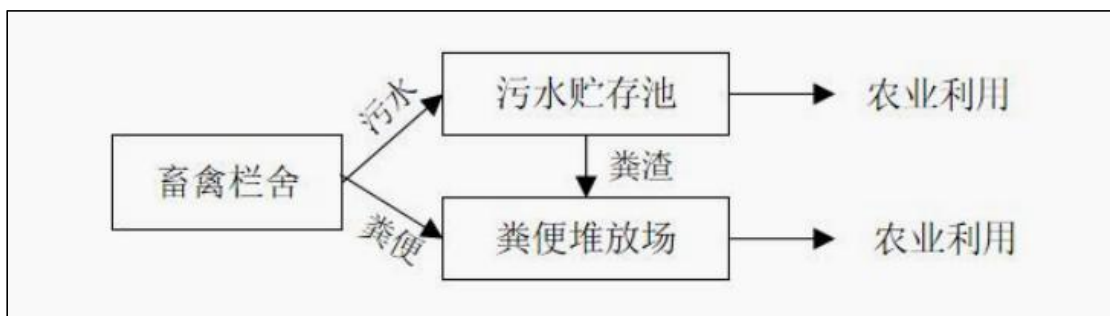 污水
污水贮存池
农业利用
畜禽栏舍
粪渣
粪便
粪便堆放场
农业利用